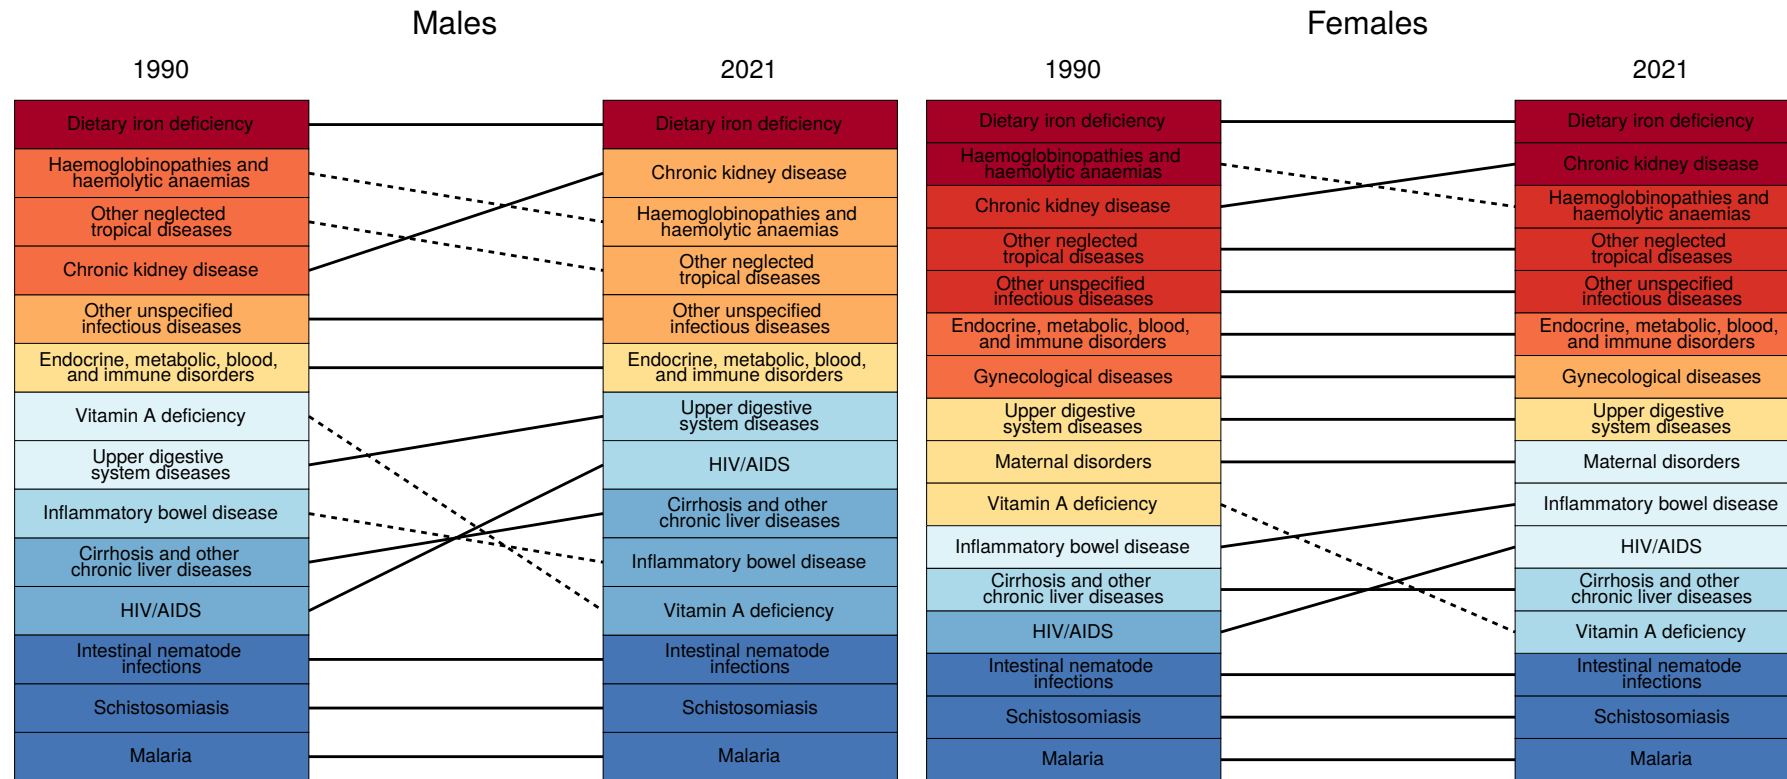 Males
1990
2021
Dietary iron deficiency
Haemoglobinopathies and
haemolytic anaemias
Other neglected
tropical diseases
Chronic kidney disease
Other unspecified
infectious diseases
Endocrine, metabolic, blood,
and immune disorders
Vitamin A deficiency
Upper digestive
system diseases
Inflammatory bowel disease
Cirrhosis and other
chronic liver diseases
HIV/AIDS
Intestinal nematode
infections
Schistosomiasis
Malaria
Dietary iron deficiency
Chronic kidney disease
Haemoglobinopathies and
haemolytic anaemias
Other neglected
tropical diseases
Other unspecified
infectious diseases
Endocrine, metabolic, blood,
and immune disorders
Upper digestive
system diseases
HIV/AIDS
Cirrhosis and other
chronic liver diseases
Inflammatory bowel disease
Vitamin A deficiency
Intestinal nematode
infections
Schistosomiasis
Malaria
Females
1990
2021
Dietary iron deficiency
Haemoglobinopathies and
haemolytic anaemias
Chronic kidney disease
Other neglected
tropical diseases
Other unspecified
infectious diseases
Endocrine, metabolic, blood,
and immune disorders
Gynecological diseases
Upper digestive
system diseases
Maternal disorders
Vitamin A deficiency
Inflammatory bowel disease
Cirrhosis and other
chronic liver diseases
HIV/AIDS
Intestinal nematode
infections
Schistosomiasis
Malaria
Dietary iron deficiency
Chronic kidney disease
Haemoglobinopathies and
haemolytic anaemias
Other neglected
tropical diseases
Other unspecified
infectious diseases
Endocrine, metabolic, blood,
and immune disorders
Gynecological diseases
Upper digestive
system diseases
Maternal disorders
Inflammatory bowel disease
HIV/AIDS
Cirrhosis and other
chronic liver diseases
Vitamin A deficiency
Intestinal nematode
infections
Schistosomiasis
Malaria